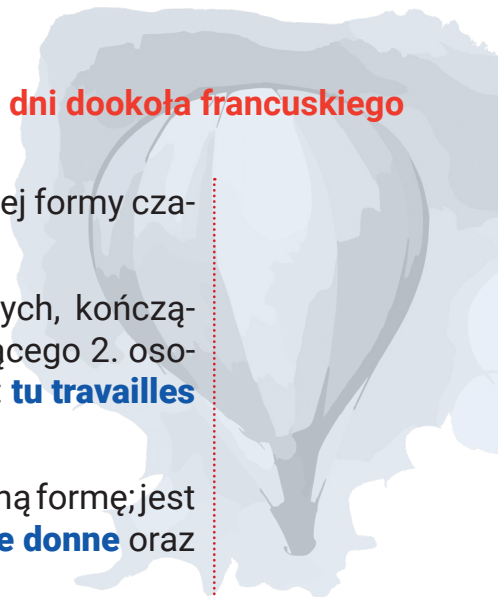 dni dookoła francuskiego
ej formy cza-
ych, kończą-
ącego 2. oso-
: tu travailles
ną formę; jest
e donne oraz